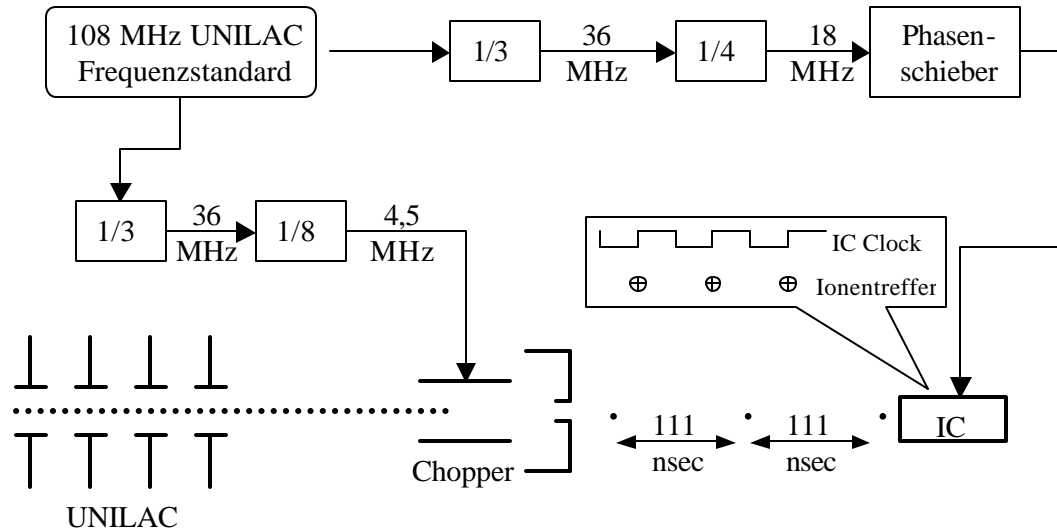 108 MHz UNILAC
Frequenzstandard
1/3
36
MHz
1/4
18
MHz
Phasen-
schieber
1/3
36
MHz
1/8
4,5
MHz
IC Clock
Ionentreffer
111
nsec
111
nsec
IC
Chopper
UNILAC